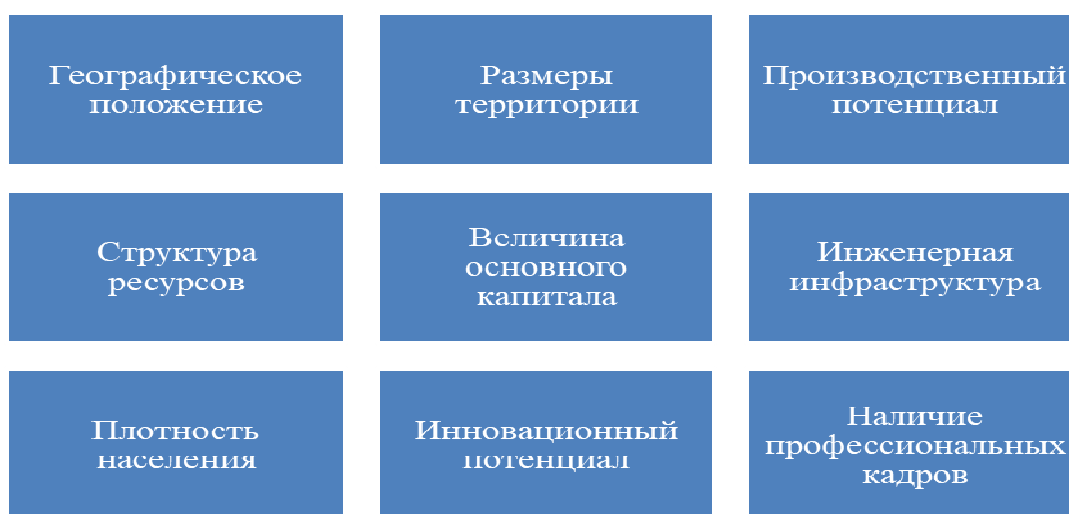 Географическое
положение
Размеры
территории
Производственный
потенциал
Структура
ресурсов
Величина
основного
капитала
Инженерная
инфраструктура
Плотность
населения
Инновационный
потенциал
Наличие
профессиональных
кадров